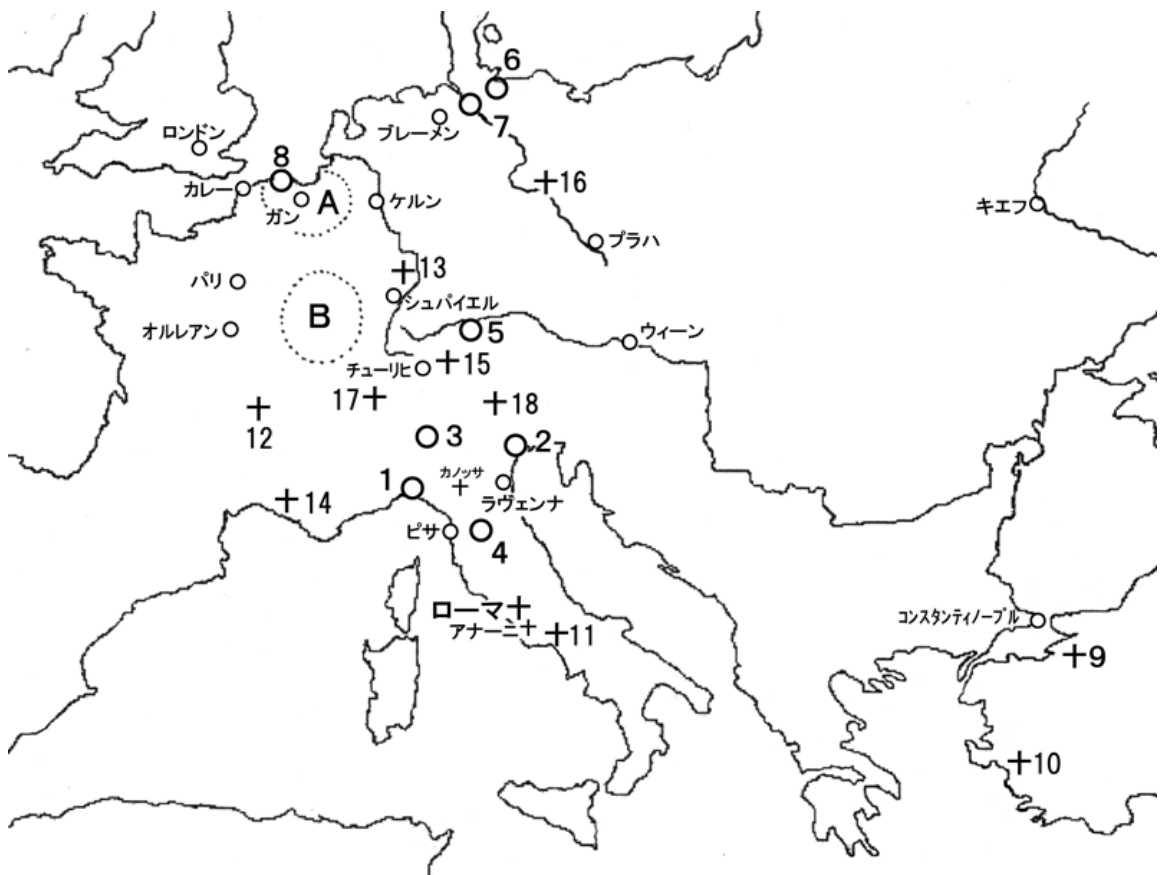 6
7
ブレーメン
ロンドン
8
カレー
ガン
A
ケルン
16
キエフ
プラハ
13
パリ
シュパイエル
B
オルレアン
5
ウィーン
チューリヒ
15
17
18
12
3
2
カノッサ
1
ラヴェンナ
14
ピサ
4
ローマ
アナーニ
11
コンスタンティノープル
9
10